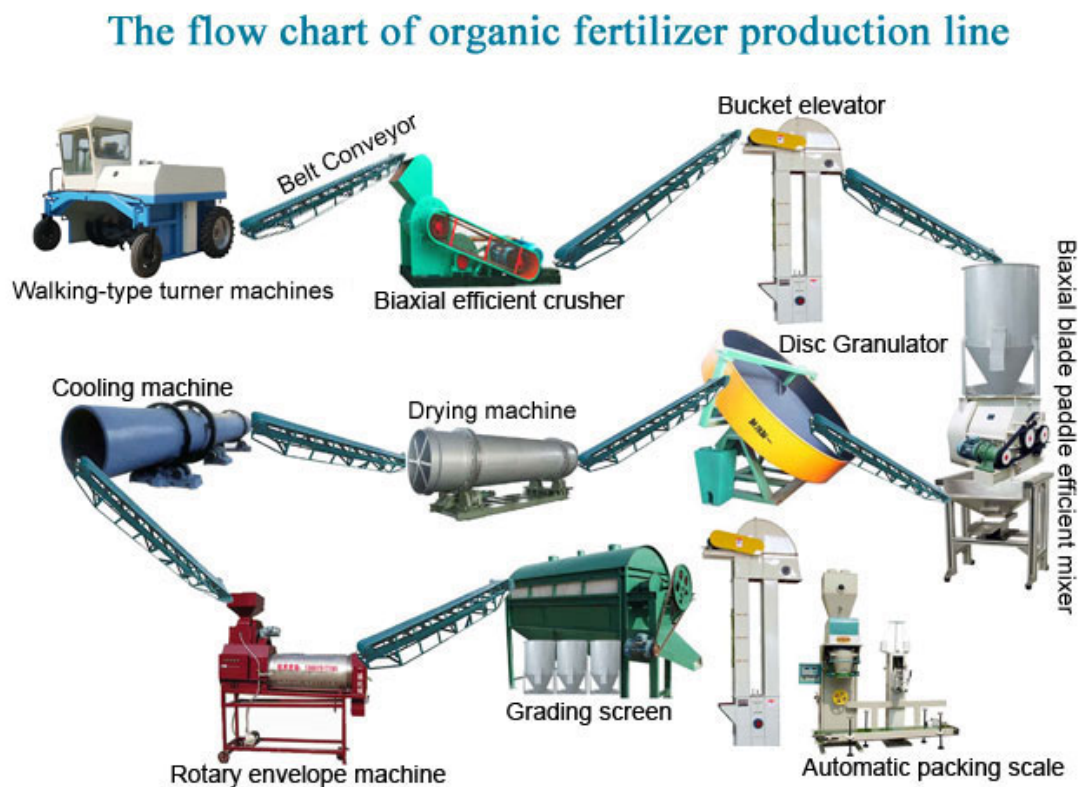 The flow chart of organic fertilizer production line
Bucket elevator
Belt Conveyor
Walking-type turner machines
Biaxial efficient crusher
Biaxial blade paddle efficient mixer
Disc Granulator
Drying machine
Cooling machine
Grading screen
Rotary envelope machine
Automatic packing scale